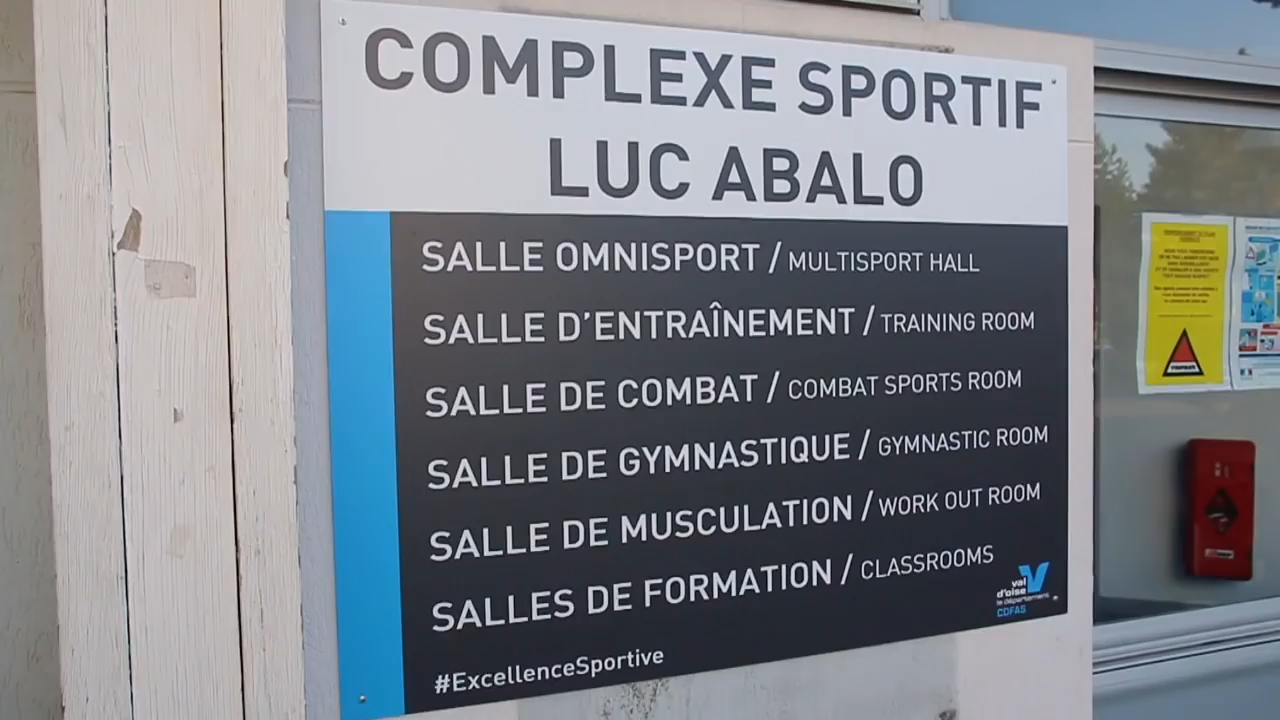 COMPLEXE SPORTIF
LUC ABALO
SALLE OMNISPORT / MULTISPORT HALL
SALLE D'ENTRAÎNEMENT / TRAINING ROOM
SALLE DE COMBAT / COMBAT SPORTS ROOM
SALLE DE GYMNASTIQUE / GYMNASTIC ROOM
SALLE DE MUSCULATION / WORK OUT ROOM
SALLES DE FORMATION / CLASSROOMS
val
d'oise
le département
CDFAS
#ExcellenceSportive